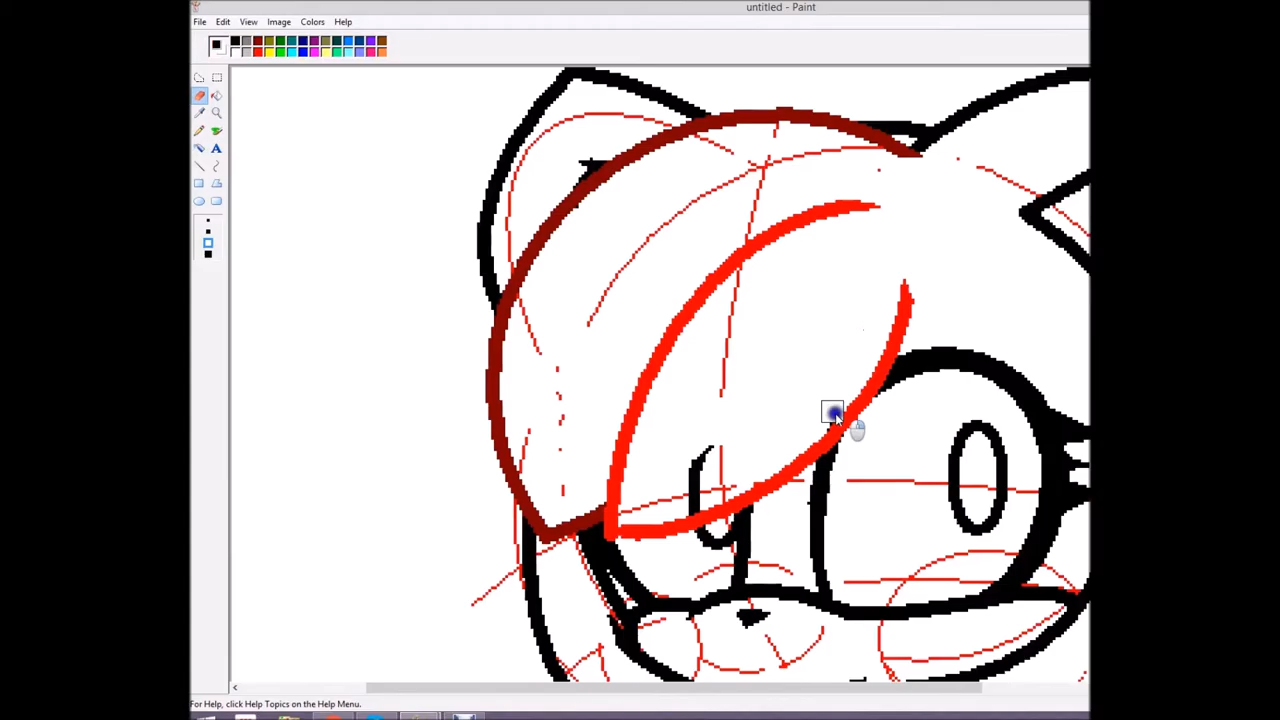 untitled - Paint
File Edit View Image Colors Help
A
For Help, click Help Topics on the Help Menu.